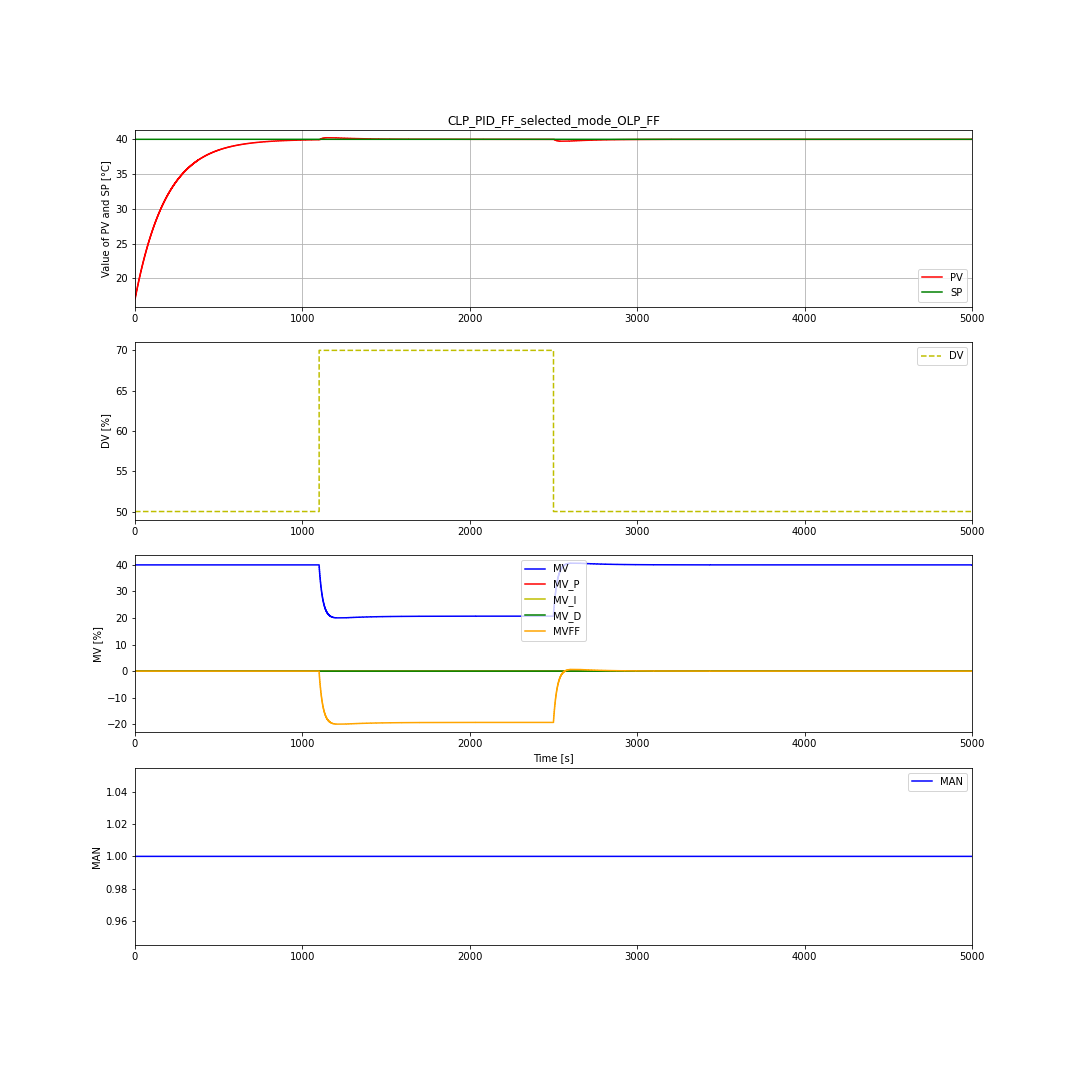 CLP_PID_FF_selected_mode_OLP_FF
Value of PV and SP [°C]
40
35
30
25
20
PV
SP
0 1000 2000 3000 4000 5000
DV [%]
70
65
60
55
50
DV
0 1000 2000 3000 4000 5000
MV [%]
40
30
20
10
0
−10
−20
MV
MV_P
MV_I
MV_D
MVFF
0 1000 2000 3000 4000 5000
Time [s]
MAN
1.04
1.02
1.00
0.98
0.96
MAN
0 1000 2000 3000 4000 5000